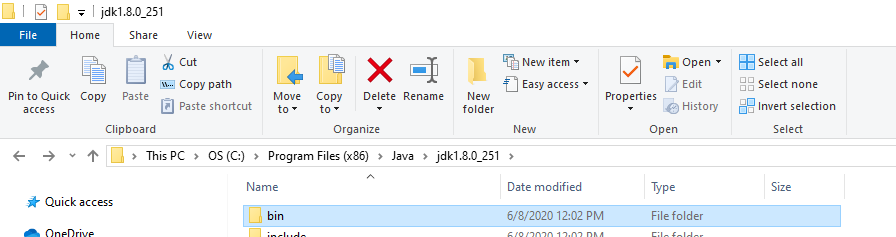 jdk1.8.0_251
File Home Share View
Pin to Quick access
Copy
Paste
Cut
Copy path
Paste shortcut
Clipboard
Move to
Copy to
Delete
Rename
Organize
New folder
New item
Easy access
New
Properties
Open
Edit
History
Open
Select all
Select none
Invert selection
Select
This PC > OS (C:) > Program Files (x86) > Java > jdk1.8.0_251 >
Quick access
OneDrive
Name Date modified Type Size
bin 6/8/2020 12:02 PM File folder
include 6/8/2020 12:02 PM File folder